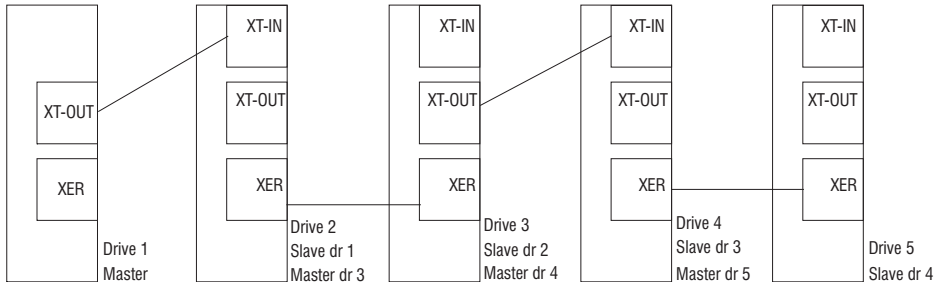 XT-IN
XT-IN
XT-IN
XT-IN
XT-OUT
XT-OUT
XT-OUT
XT-OUT
XT-OUT
XER
XER
XER
XER
XER
Drive 1
Master
Drive 2
Slave dr 1
Master dr 3
Drive 3
Slave dr 2
Master dr 4
Drive 4
Slave dr 3
Master dr 5
Drive 5
Slave dr 4